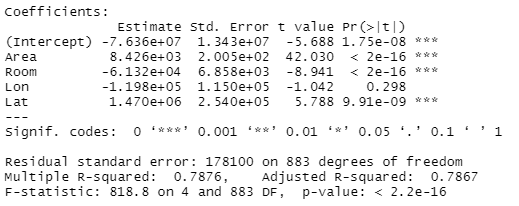 Coefficients:
Estimate Std. Error t value Pr(>|t|)
(Intercept) -7.636e+07 1.343e+07 -5.688 1.75e-08 ***
Area 8.426e+03 2.005e+02 42.030 < 2e-16 ***
Room -6.132e+04 6.858e+03 -8.941 < 2e-16 ***
Lon -1.198e+05 1.150e+05 -1.042 0.298
Lat 1.470e+06 2.540e+05 5.788 9.91e-09 ***
---
Signif. codes: 0 ‘***’ 0.001 ‘**’ 0.01 ‘*’ 0.05 ‘.’ 0.1 ‘ ’ 1
Residual standard error: 178100 on 883 degrees of freedom
Multiple R-squared: 0.7876, Adjusted R-squared: 0.7867
F-statistic: 818.8 on 4 and 883 DF, p-value: < 2.2e-16